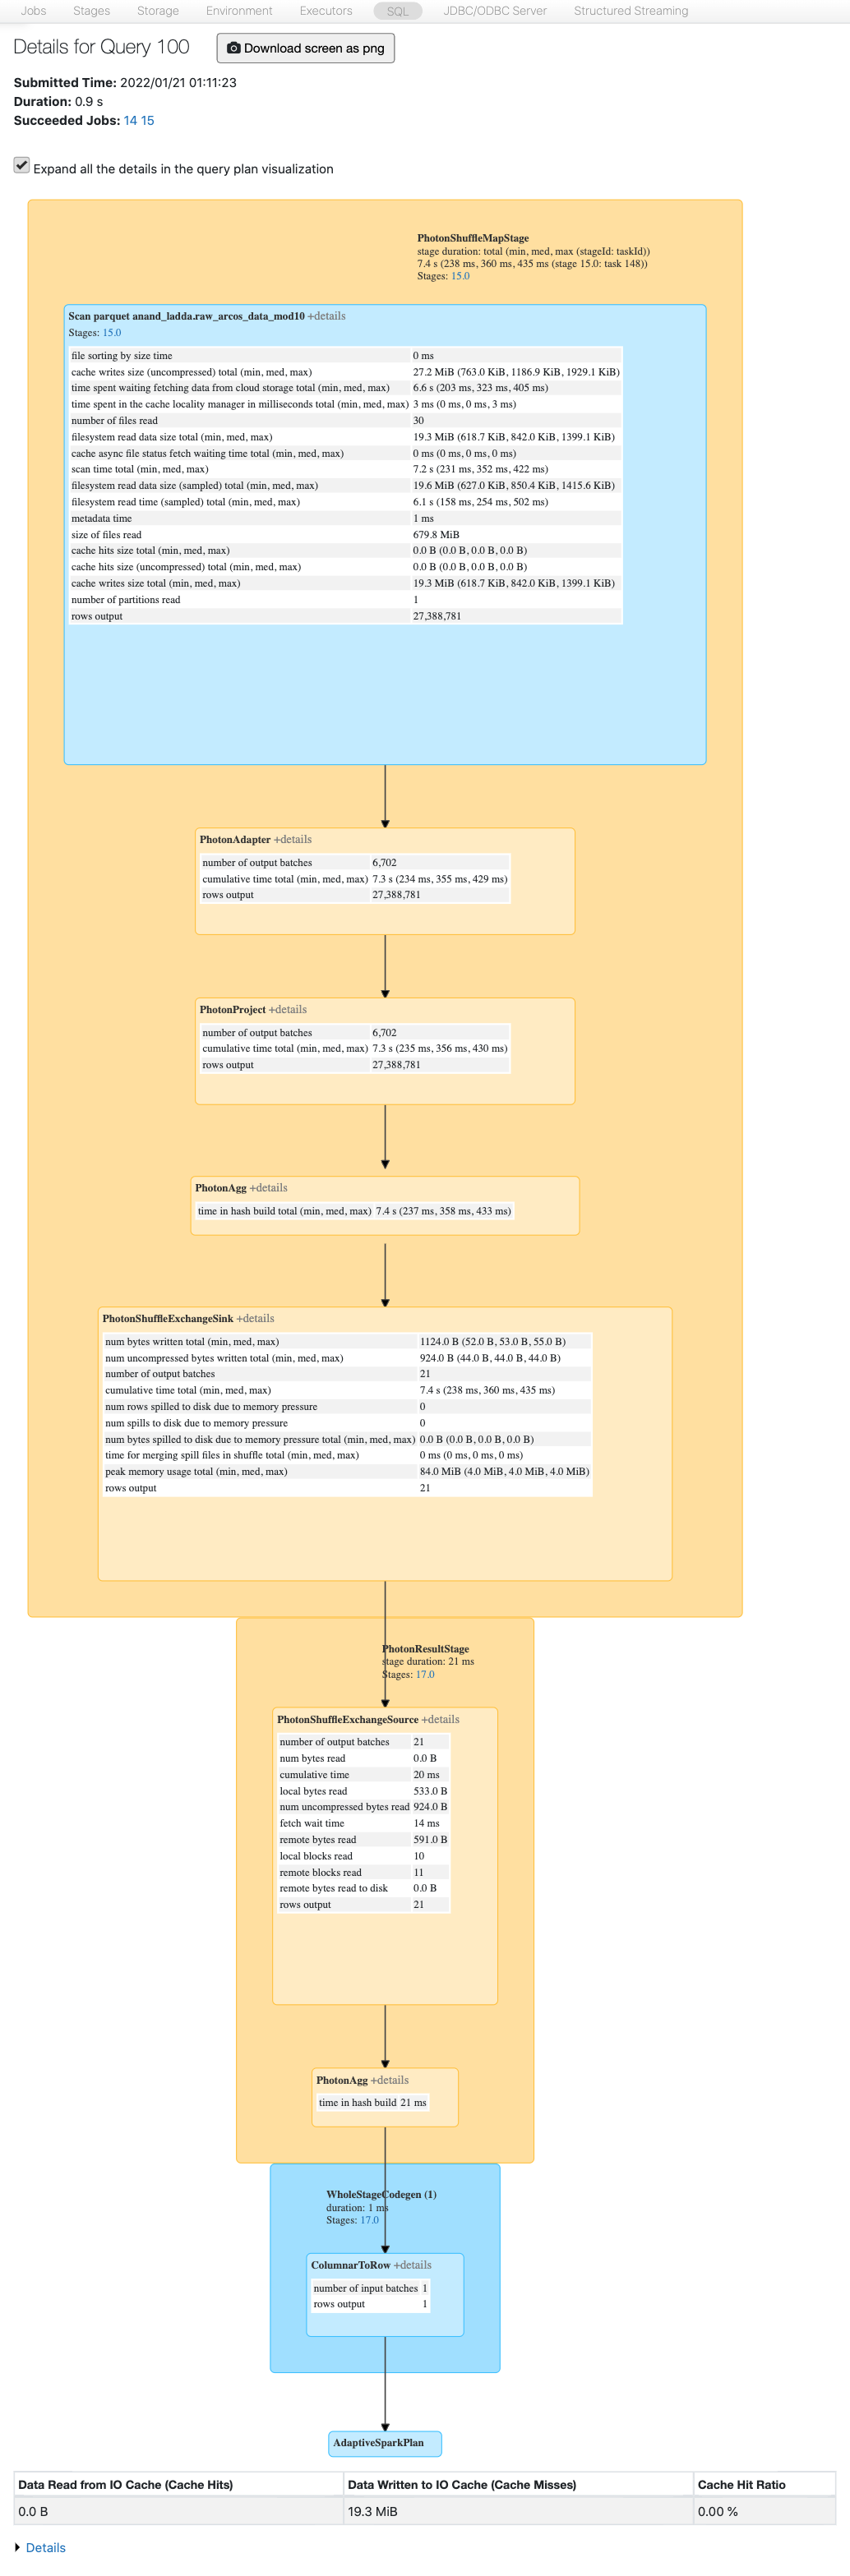 Jobs Stages Storage Environment Executors SQL JDBC/ODBC Server Structured Streaming
Details for Query 100 Download screen as png
Submitted Time: 2022/01/21 01:11:23
Duration: 0.9 s
Succeeded Jobs: 14 15
Expand all the details in the query plan visualization
PhotonShuffleMapStage
stage duration: total (min, med, max (stageId: taskId))
7.4 s (238 ms, 360 ms, 435 ms (stage 15.0: task 148))
Stages: 15.0
Scan parquet anand_ladda.raw_arcos_data_mod10 +details
Stages: 15.0
file sorting by size time 0 ms
cache writes size (uncompressed) total (min, med, max) 27.2 MiB (763.0 KiB, 1186.9 KiB, 1929.1 KiB)
time spent waiting fetching data from cloud storage total (min, med, max) 6.6 s (203 ms, 323 ms, 405 ms)
time spent in the cache locality manager in milliseconds total (min, med, max) 3 ms (0 ms, 0 ms, 3 ms)
number of files read 30
filesystem read data size total (min, med, max) 19.3 MiB (618.7 KiB, 842.0 KiB, 1399.1 KiB)
cache async file status fetch waiting time total (min, med, max) 0 ms (0 ms, 0 ms, 0 ms)
scan time total (min, med, max) 7.2 s (231 ms, 352 ms, 422 ms)
filesystem read data size (sampled) total (min, med, max) 19.6 MiB (627.0 KiB, 850.4 KiB, 1415.6 KiB)
filesystem read time (sampled) total (min, med, max) 6.1 s (158 ms, 254 ms, 502 ms)
metadata time 1 ms
size of files read 679.8 MiB
cache hits size total (min, med, max) 0.0 B (0.0 B, 0.0 B, 0.0 B)
cache hits size (uncompressed) total (min, med, max) 0.0 B (0.0 B, 0.0 B, 0.0 B)
cache writes size total (min, med, max) 19.3 MiB (618.7 KiB, 842.0 KiB, 1399.1 KiB)
number of partitions read 1
rows output 27,388,781
PhotonAdapter +details
number of output batches 6,702
cumulative time total (min, med, max) 7.3 s (234 ms, 355 ms, 429 ms)
rows output 27,388,781
PhotonProject +details
number of output batches 6,702
cumulative time total (min, med, max) 7.3 s (235 ms, 356 ms, 430 ms)
rows output 27,388,781
PhotonAgg +details
time in hash build total (min, med, max) 7.4 s (237 ms, 358 ms, 433 ms)
PhotonShuffleExchangeSink +details
num bytes written total (min, med, max) 1124.0 B (52.0 B, 53.0 B, 55.0 B)
num uncompressed bytes written total (min, med, max) 924.0 B (44.0 B, 44.0 B, 44.0 B)
number of output batches 21
cumulative time total (min, med, max) 7.4 s (238 ms, 360 ms, 435 ms)
num rows spilled to disk due to memory pressure 0
num spills to disk due to memory pressure 0
num bytes spilled to disk due to memory pressure total (min, med, max) 0.0 B (0.0 B, 0.0 B, 0.0 B)
time for merging spill files in shuffle total (min, med, max) 0 ms (0 ms, 0 ms, 0 ms)
peak memory usage total (min, med, max) 84.0 MiB (4.0 MiB, 4.0 MiB, 4.0 MiB)
rows output 21
PhotonResultStage
stage duration: 21 ms
Stages: 17.0
PhotonShuffleExchangeSource +details
number of output batches 21
num bytes read 0.0 B
cumulative time 20 ms
local bytes read 533.0 B
num uncompressed bytes read 924.0 B
fetch wait time 14 ms
remote bytes read 591.0 B
local blocks read 10
remote blocks read 11
remote bytes read to disk 0.0 B
rows output 21
PhotonAgg +details
time in hash build 21 ms
WholeStageCodegen (1)
duration: 1 ms
Stages: 17.0
ColumnarToRow +details
number of input batches 1
rows output 1
AdaptiveSparkPlan
Data Read from IO Cache (Cache Hits) Data Written to IO Cache (Cache Misses) Cache Hit Ratio
0.0 B 19.3 MiB 0.00 %
Details